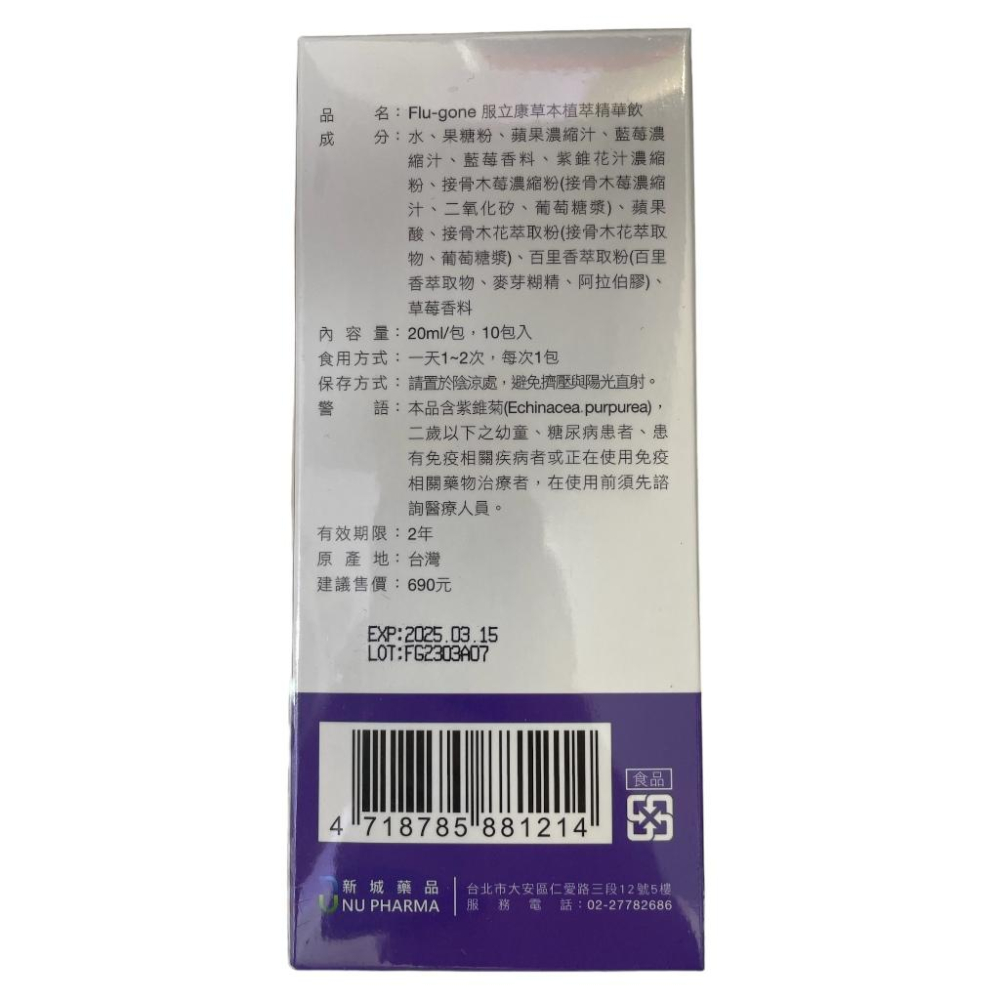 品名：Flu-gone 服立康草本植萃精華飲
成分：水、果糖粉、蘋果濃縮汁、藍莓濃
縮汁、藍莓香料、紫錐花汁濃縮
粉、接骨木莓濃縮粉(接骨木莓濃縮
汁、二氧化矽、葡萄糖漿)、蘋果
酸、接骨木花萃取粉(接骨木花萃取
物、葡萄糖漿)、百里香萃取粉(百里
香萃取物、麥芽糊精、阿拉伯膠)、
草莓香料
內容量：20ml/包，10包入
食用方式：一天1~2次，每次1包
保存方式：請置於陰涼處，避免擠壓與陽光直射。
警語：本品含紫錐菊(Echinacea purpurea)，
二歲以下之幼童、糖尿病患者、患
有免疫相關疾病者或正在使用免疫
相關藥物治療者，在使用前須先諮
詢醫療人員。
有效期限：2年
原產地：台灣
建議售價：690元
EXP:2025.03.15
LOT:FG2303A07
4 718785 881214
食品
新城藥品
NU PHARMA
台北市大安區仁愛路三段12號5樓
服務電話：02-27782686